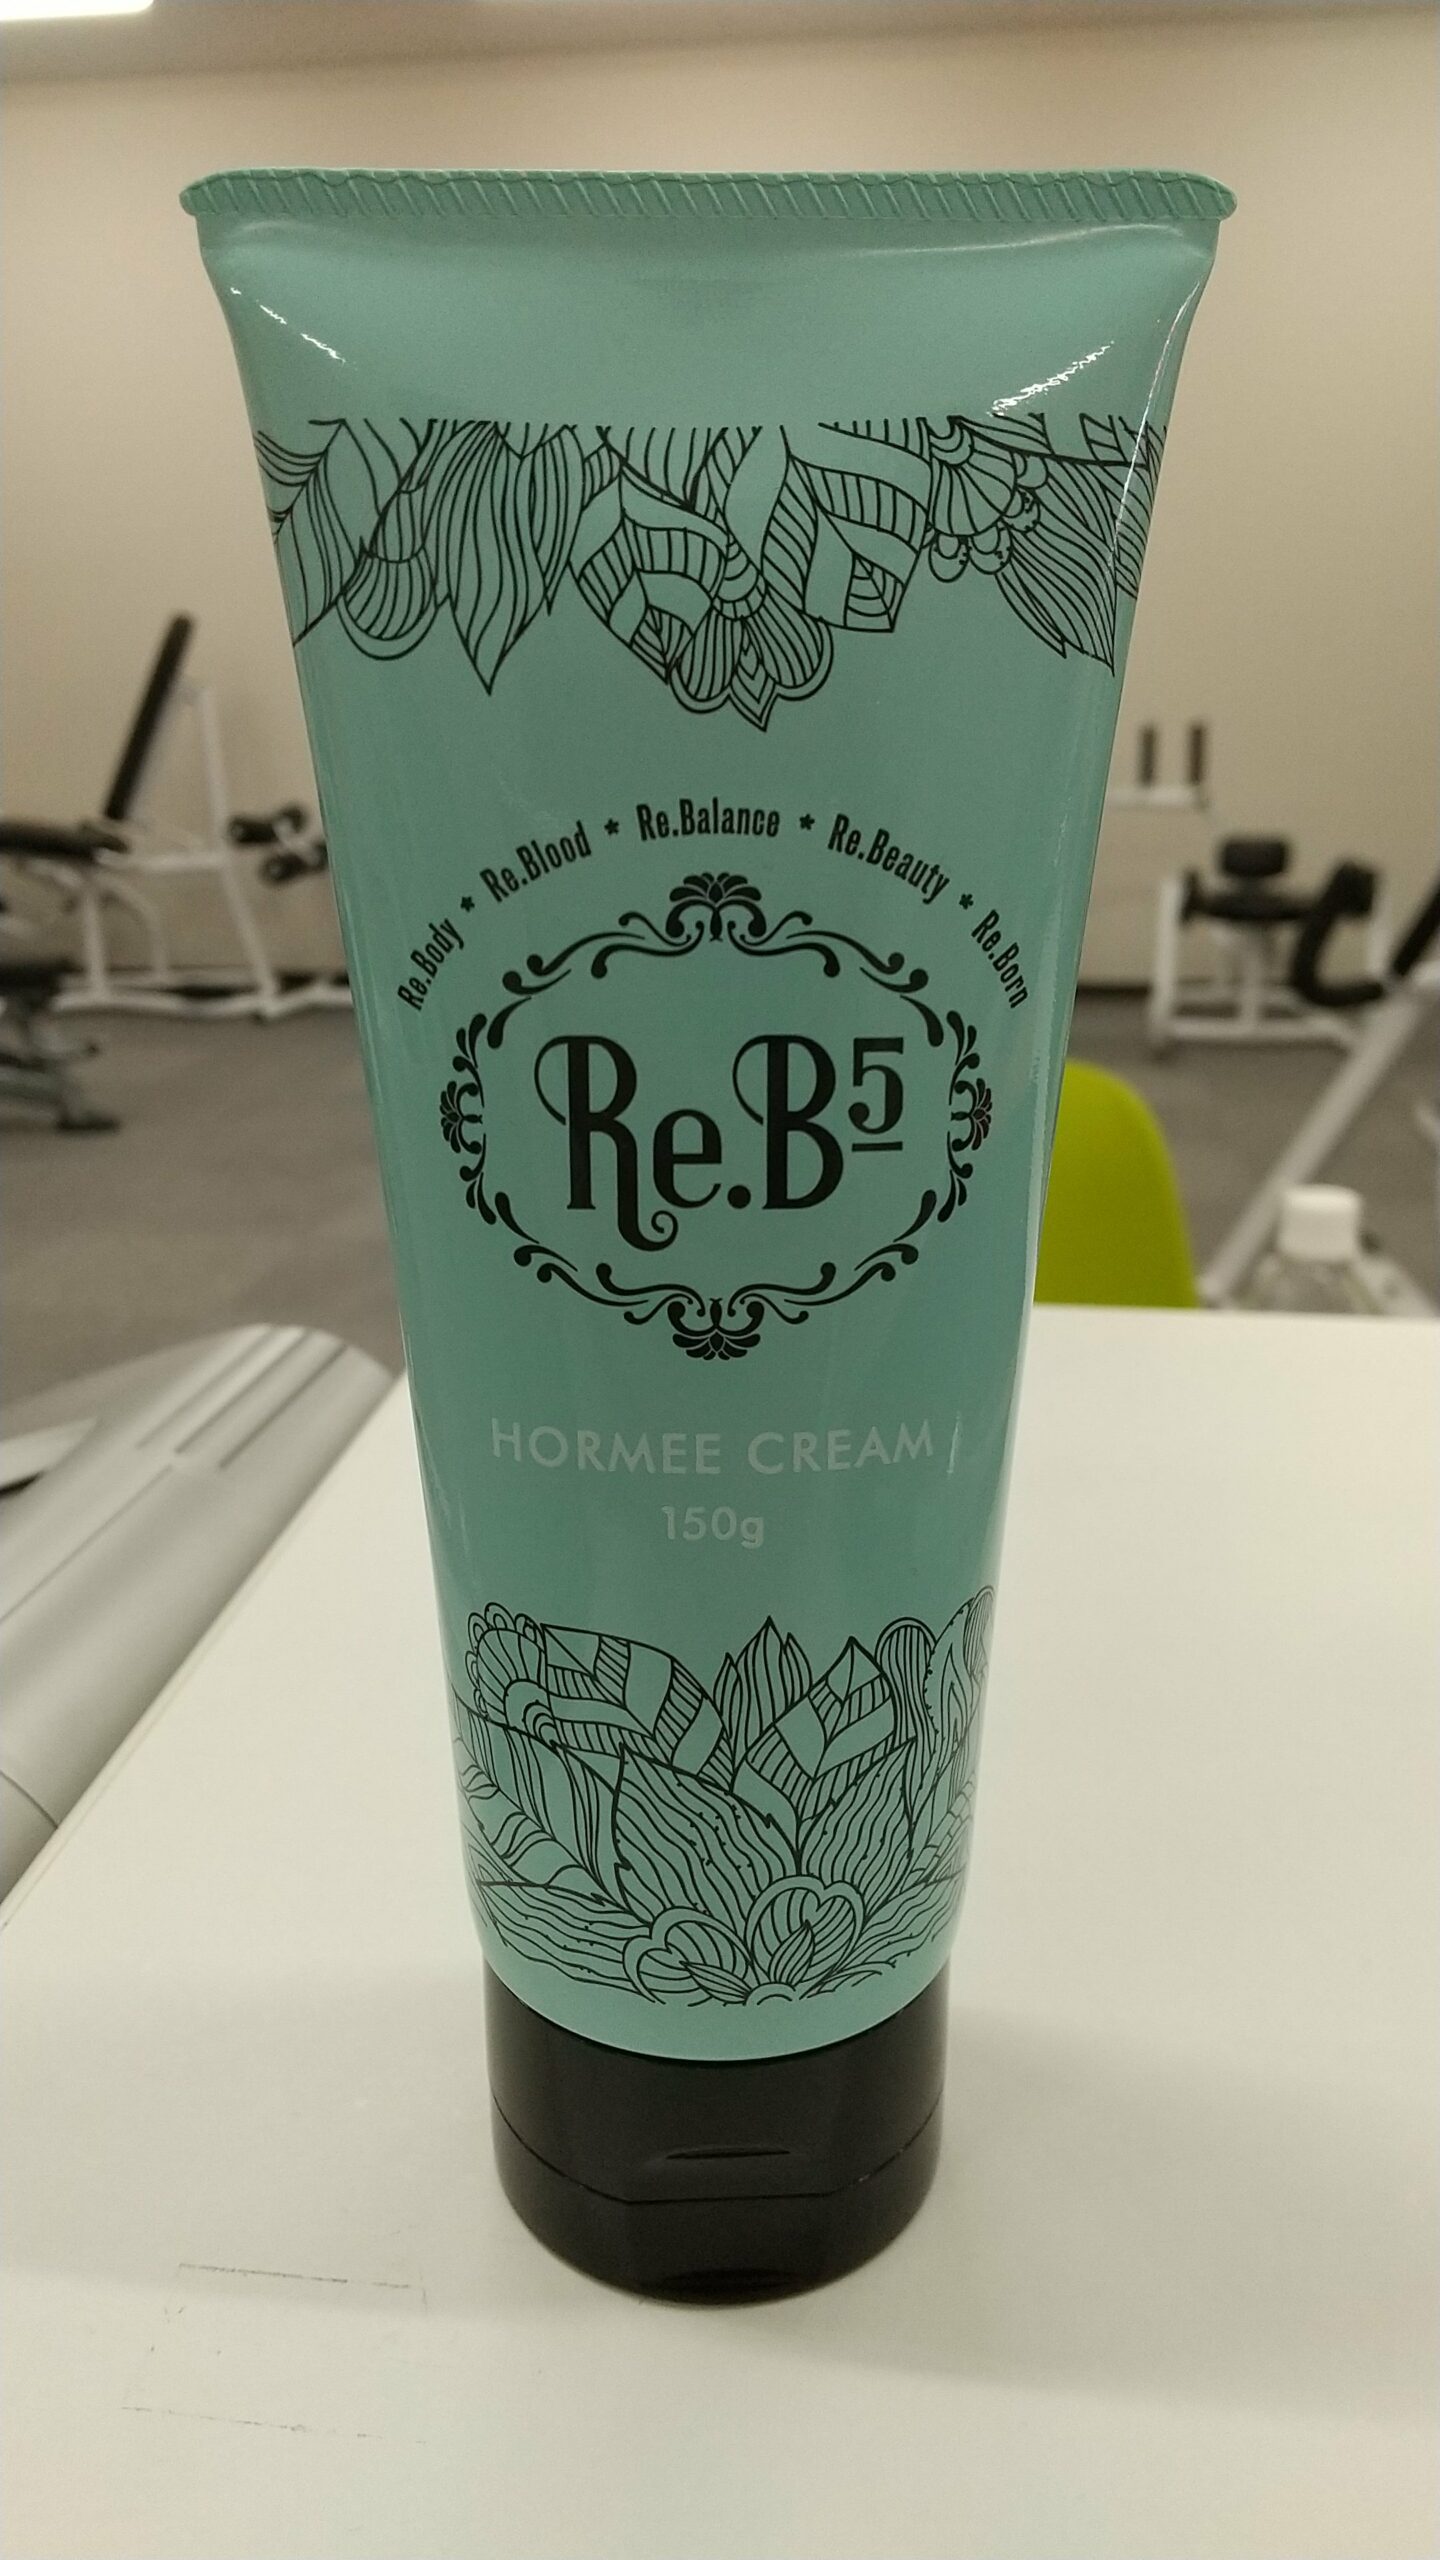 Re.Body * Re.Blood * Re.Balance * Re.Beauty * Re.Born
Re.B5
HORMEE CREAM
150g